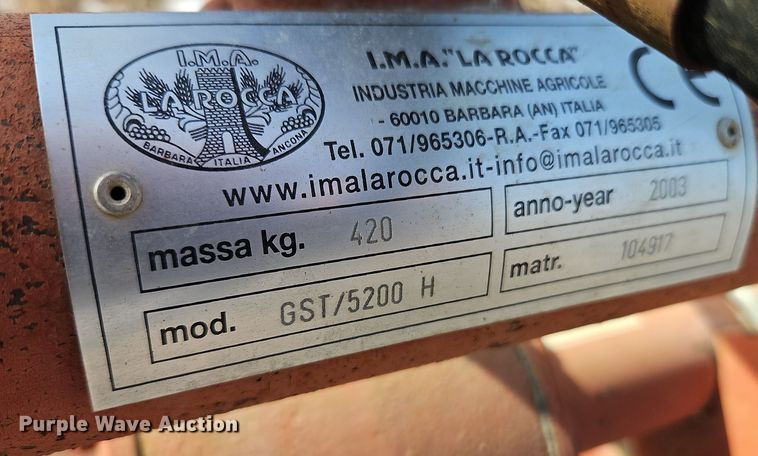 I.M.A.
LA ROCCA
BARBARA ITALIA ANCONA
I.M.A. "LA ROCCA"
INDUSTRIA MACCHINE AGRICOLE
- 60010 BARBARA (AN) ITALIA
Tel. 071/965306-R.A.-Fax 071/965305
www.imalarocca.it-info@imalarocca.it
CE
massa kg. 420
anno-year 2003
mod. GST/5200 H
matr. 104917
Purple Wave Auction